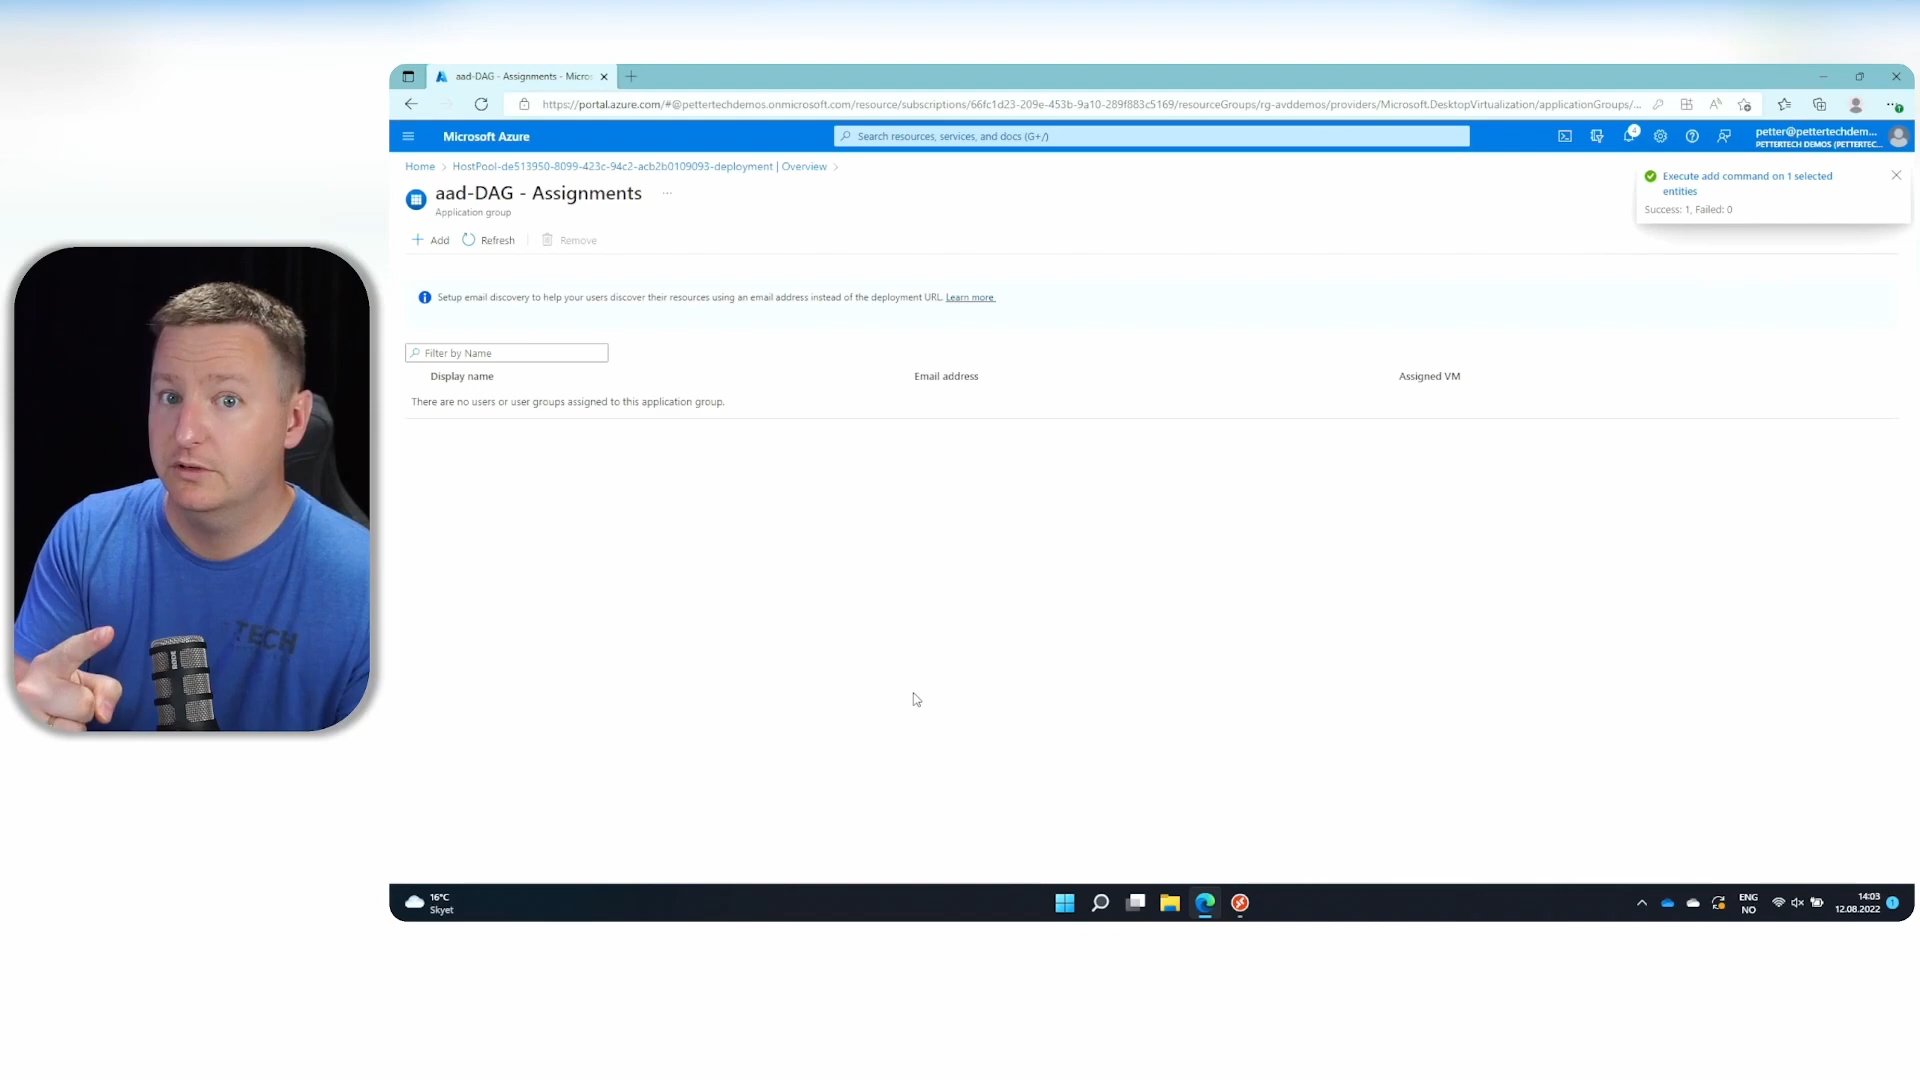 aad-DAG - Assignments - Micros
https://portal.azure.com/#@pettertechdemos.onmicrosoft.com/resource/subscriptions/66fc1d23-209e-453b-9a10-289f883c5169/resourceGroups/rg-avddemos/providers/Microsoft.DesktopVirtualization/applicationGroups/...
Microsoft Azure
Search resources, services, and docs (G+/)
4
petter@pettertechdem...
PETTERTECH DEMOS (PETTERTEC...
Home > HostPool-de513950-8099-423c-94c2-acb2b0109093-deployment | Overview >
aad-DAG - Assignments ...
Application group
Execute add command on 1 selected
entities
Success: 1, Failed: 0
+ Add Refresh Remove
Setup email discovery to help your users discover their resources using an email address instead of the deployment URL. Learn more.
Filter by Name
Display name Email address Assigned VM
There are no users or user groups assigned to this application group.
TECH
RODE
16°C
Skyet
ENG
NO
14:03
12.08.2022
1